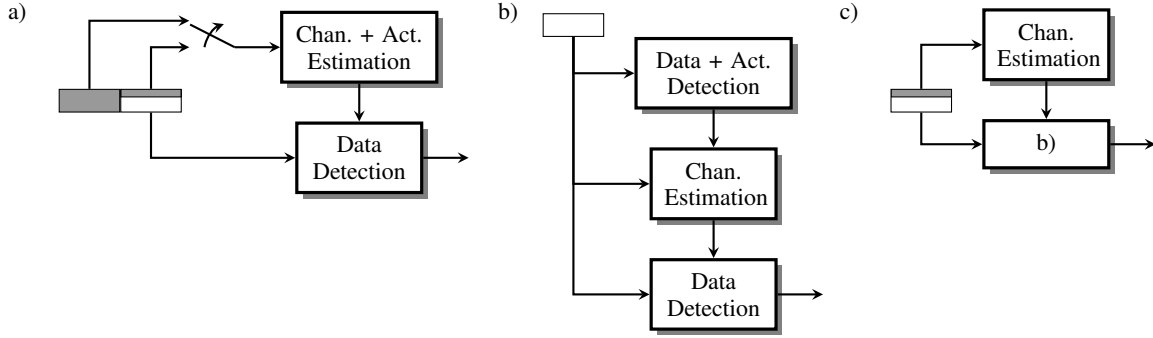 a)
Chan. + Act.
Estimation
Data
Detection
b)
Data + Act.
Detection
Chan.
Estimation
Data
Detection
c)
Chan.
Estimation
b)